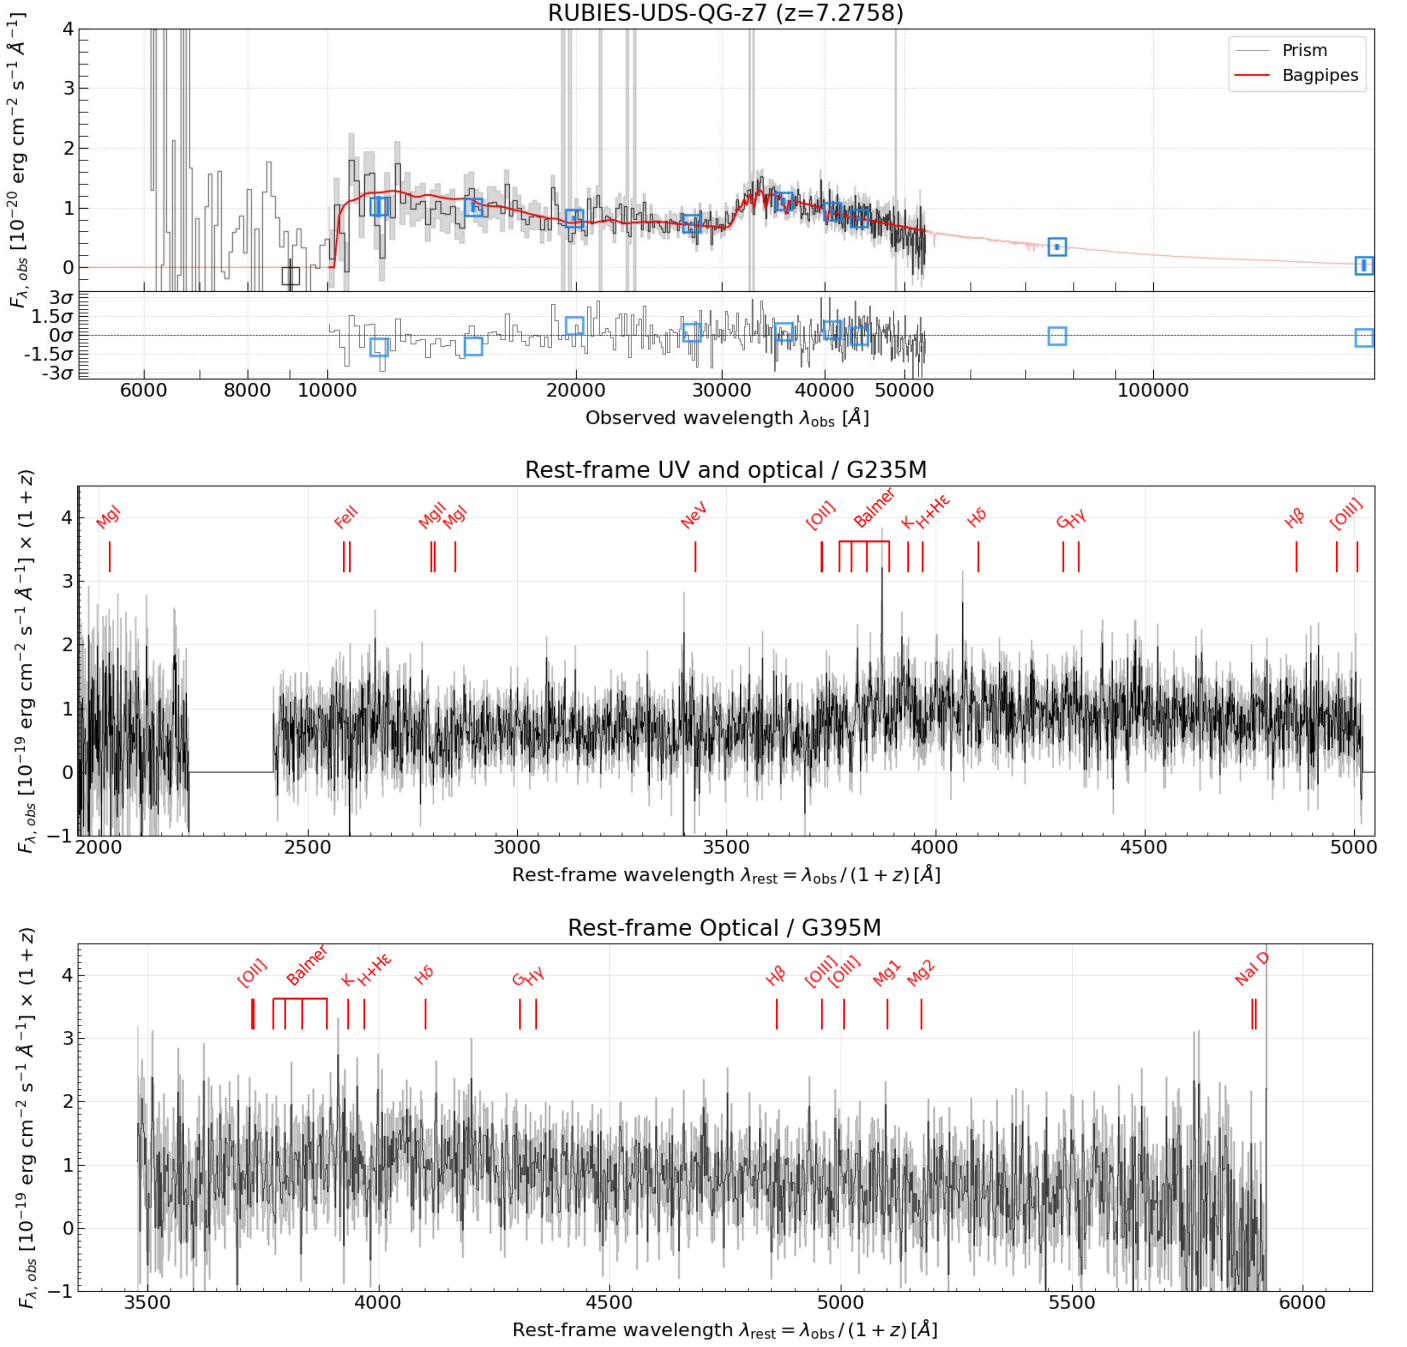 RUBIES-UDS-QG-z7 (z=7.2758)
F_{λ, obs} [10⁻²⁰ erg cm⁻² s⁻¹ Å⁻¹]
4
3
2
1
0
Prism
Bagpipes
3σ
1.5σ
0σ
-1.5σ
-3σ
6000 8000 10000 20000 30000 40000 50000 100000
Observed wavelength λ_obs [Å]
Rest-frame UV and optical / G235M
F_{λ, obs} [10⁻¹⁹ erg cm⁻² s⁻¹ Å⁻¹] × (1 + z)
4
3
2
1
0
−1
MgI FeII MgII MgI NeV [OII] Balmer K H+Hε Hδ G Hγ Hβ [OIII]
2000 2500 3000 3500 4000 4500 5000
Rest-frame wavelength λ_rest = λ_obs / (1 + z) [Å]
Rest-frame Optical / G395M
F_{λ, obs} [10⁻¹⁹ erg cm⁻² s⁻¹ Å⁻¹] × (1 + z)
4
3
2
1
0
−1
[OII] Balmer K H+Hε Hδ G Hγ Hβ [OIII] [OIII] Mg1 Mg2 NaI D
3500 4000 4500 5000 5500 6000
Rest-frame wavelength λ_rest = λ_obs / (1 + z) [Å]